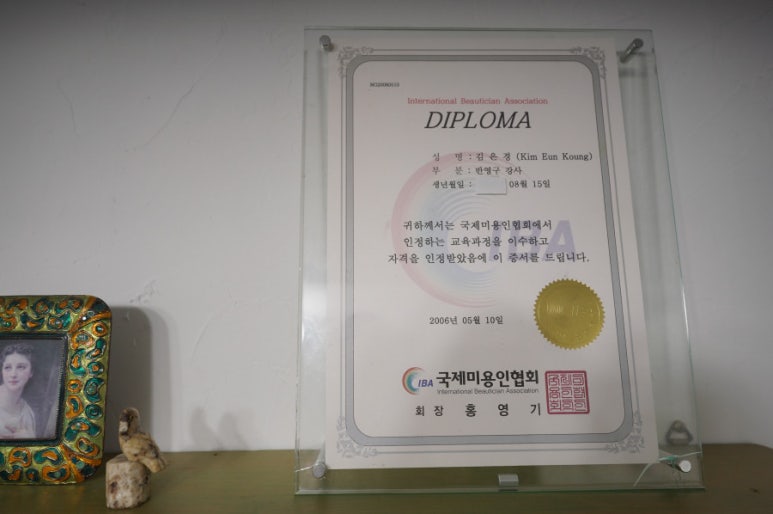 International Beautician Association
DIPLOMA
성 명 : 김 은 경 (Kim Eun Koung)
부 분 : 반영구 강사
생년월일 : 08월 15일
귀하께서는 국제미용인협회에서
인정하는 교육과정을 이수하고
자격을 인정받았음에 이 증서를 드립니다.
IBA
2006년 05월 10일
IBA 국제미용인협회
International Beautician Association
회 장 홍 영 기